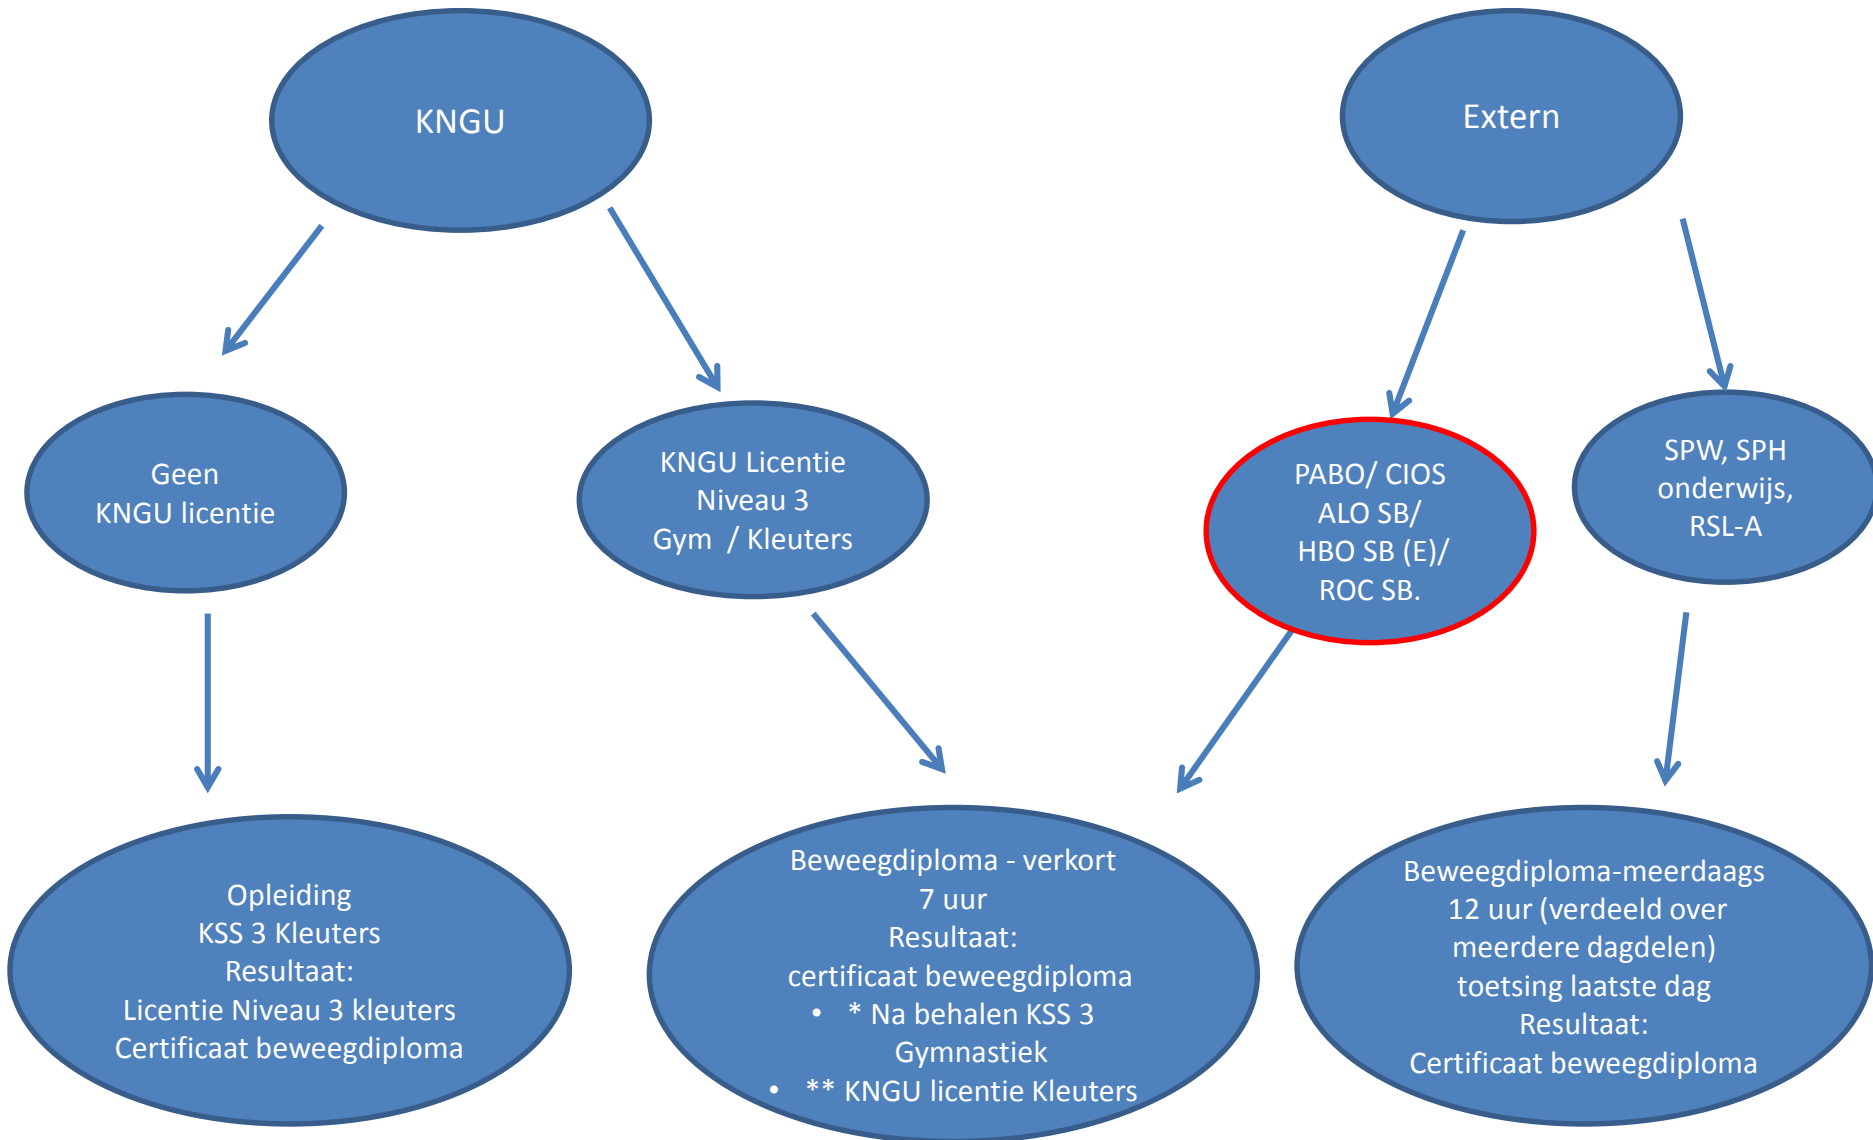 KNGU
Extern
Geen
KNGU licentie
KNGU Licentie
Niveau 3
Gym / Kleuters
PABO/ CIOS
ALO SB/
HBO SB (E)/
ROC SB.
SPW, SPH
onderwijs,
RSL-A
Opleiding
KSS 3 Kleuters
Resultaat:
Licentie Niveau 3 kleuters
Certificaat beweegdiploma
Beweegdiploma - verkort
7 uur
Resultaat:
certificaat beweegdiploma
• * Na behalen KSS 3
Gymnastiek
• ** KNGU licentie Kleuters
Beweegdiploma-meerdaags
12 uur (verdeeld over
meerdere dagdelen)
toetsing laatste dag
Resultaat:
Certificaat beweegdiploma